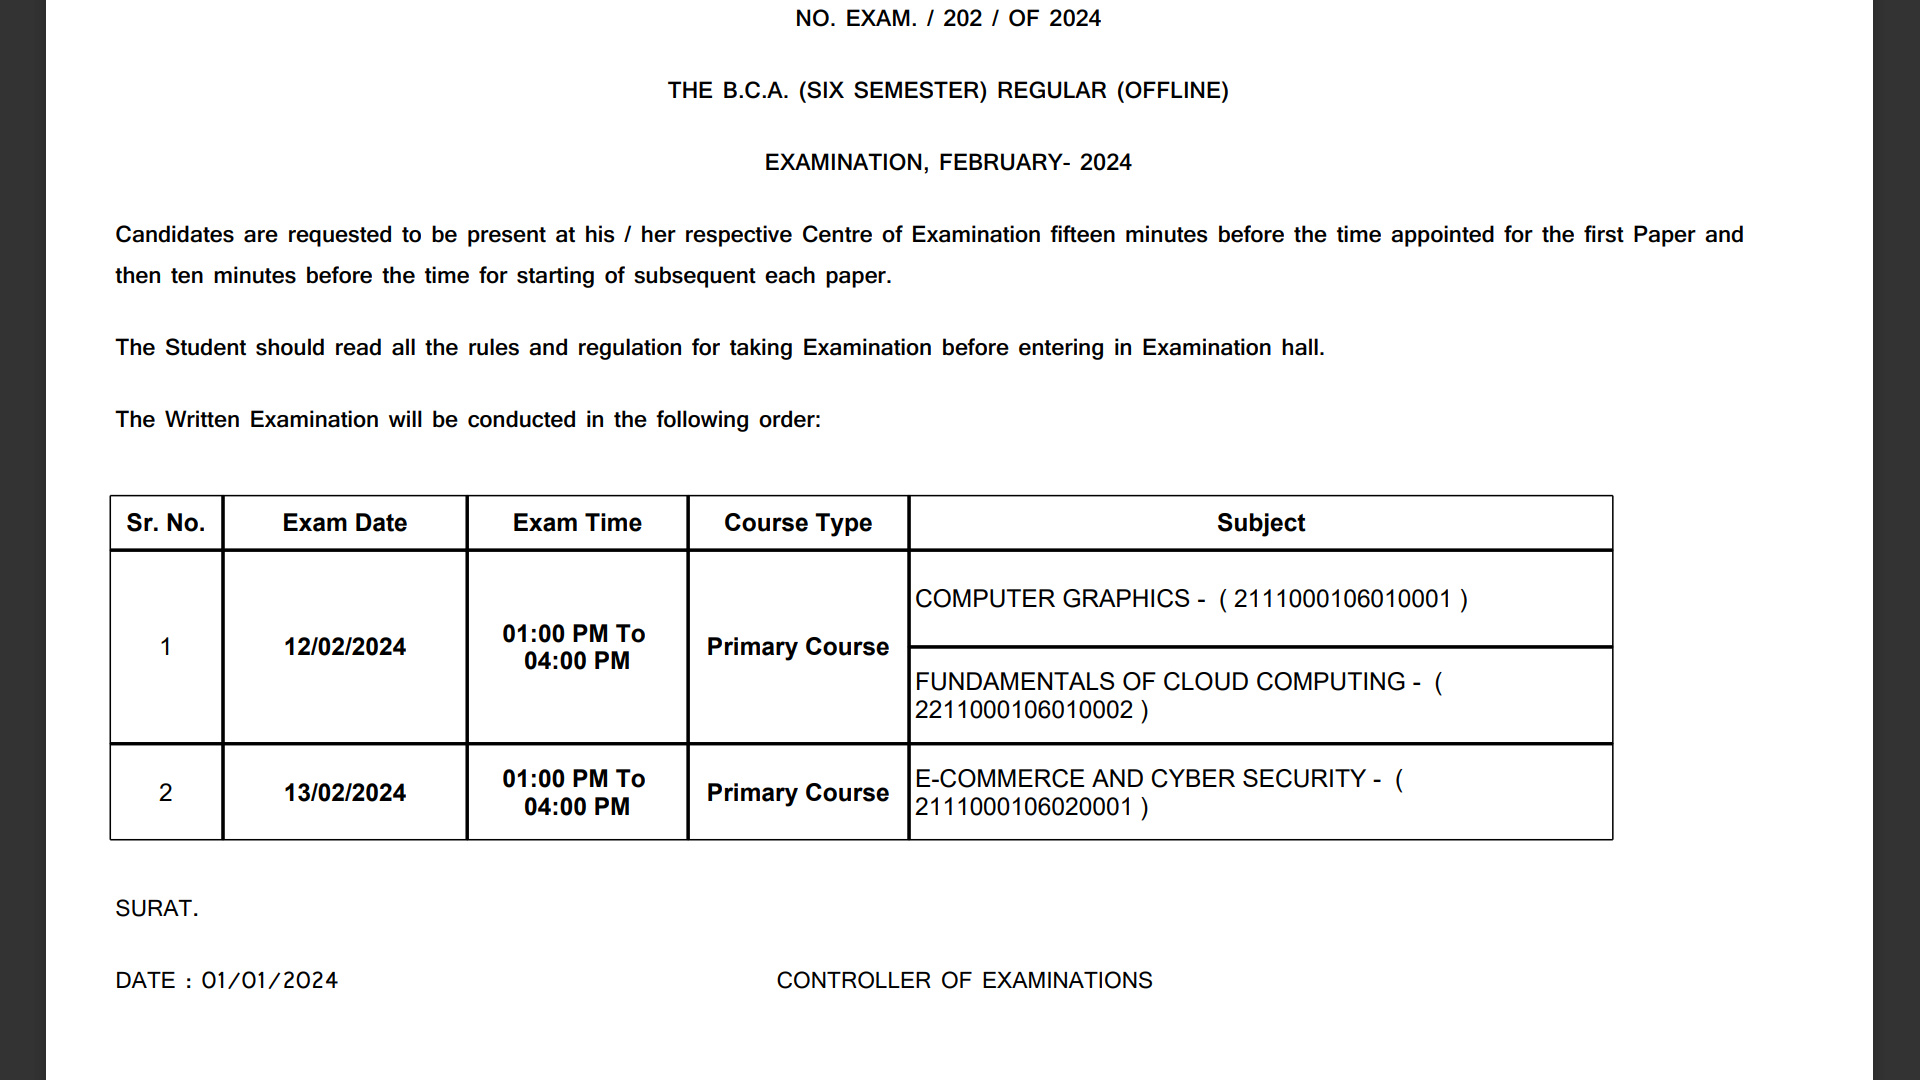 NO. EXAM. / 202 / OF 2024
THE B.C.A. (SIX SEMESTER) REGULAR (OFFLINE)
EXAMINATION, FEBRUARY- 2024
Candidates are requested to be present at his / her respective Centre of Examination fifteen minutes before the time appointed for the first Paper and
then ten minutes before the time for starting of subsequent each paper.
The Student should read all the rules and regulation for taking Examination before entering in Examination hall.
The Written Examination will be conducted in the following order:
Sr. No. Exam Date Exam Time Course Type Subject
1 12/02/2024 01:00 PM To
04:00 PM Primary Course COMPUTER GRAPHICS - ( 2111000106010001 )
FUNDAMENTALS OF CLOUD COMPUTING - (
2211000106010002 )
2 13/02/2024 01:00 PM To
04:00 PM Primary Course E-COMMERCE AND CYBER SECURITY - (
2111000106020001 )
SURAT.
DATE : 01/01/2024 CONTROLLER OF EXAMINATIONS